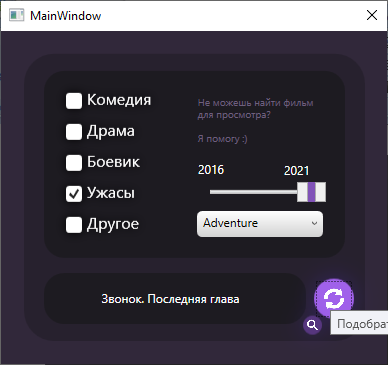 MainWindow
Комедия
Драма
Боевик
Ужасы
Другое
Не можешь найти фильм
для просмотра?
Я помогу :)
2016
2021
Adventure
Звонок. Последняя глава
Подобрат